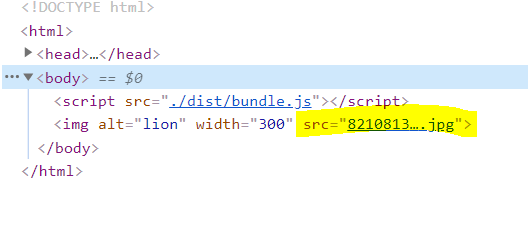 <!DOCTYPE html>
<html>
<head>…</head>
<body> == $0
<script src="./dist/bundle.js"></script>
<img alt="lion" width="300" src="8210813….jpg">
</body>
</html>